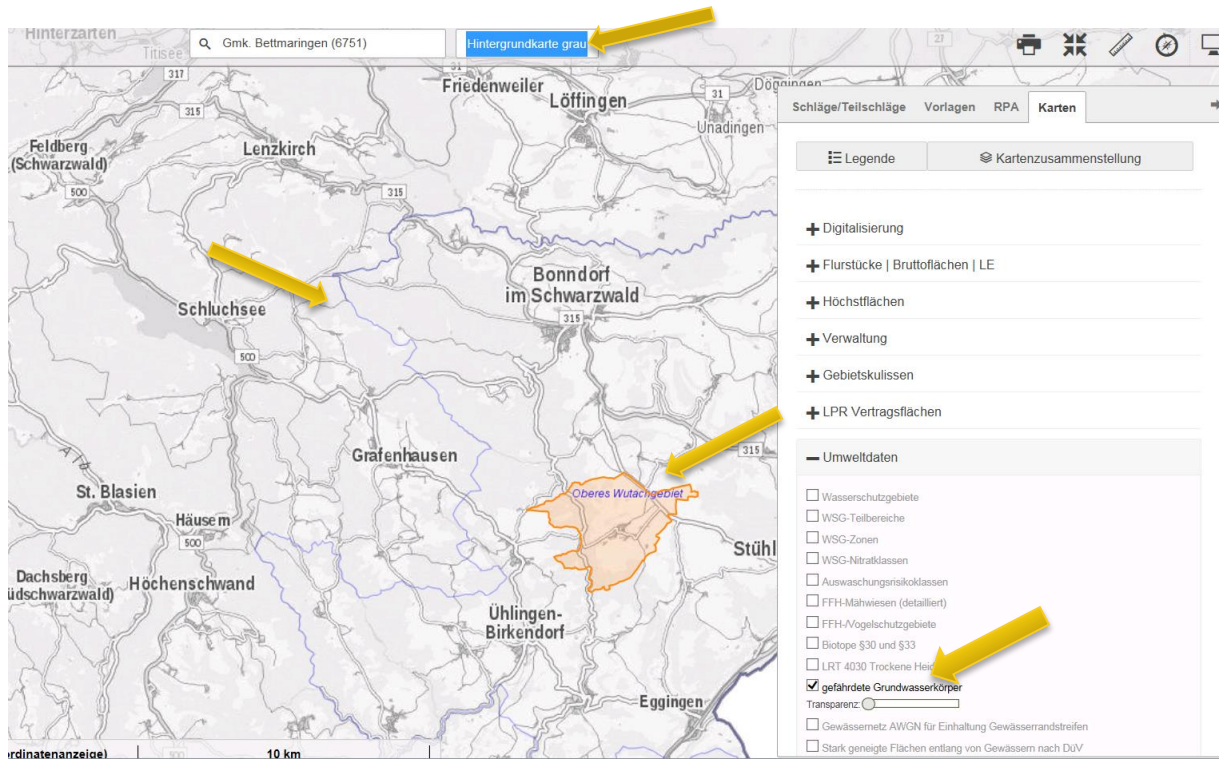 Hinterzarten
Titisee
Gmk. Bettmaringen (6751)
Hintergrundkarte grau
27
317
315
31
Friedenweiler
Löffingen
31
Döggingen
Unadingen
Feldberg
(Schwarzwald)
Lenzkirch
500
315
Bonndorf
im Schwarzwald
315
Schluchsee
500
Grafenhausen
315
Oberes Wutachgebiet
St. Blasien
Häusern
500
Stühl
Dachsberg
üdschwarzwald)
Höchenschwand
Ühlingen-
Birkendorf
Eggingen
ordinatenanzeige)
500
10 km
Schläge/Teilschläge Vorlagen RPA Karten
Legende
Kartenzusammenstellung
Digitalisierung
Flurstücke | Bruttoflächen | LE
Höchstflächen
Verwaltung
Gebietskulissen
LPR Vertragsflächen
Umweltdaten
Wasserschutzgebiete
WSG-Teilbereiche
WSG-Zonen
WSG-Nitratklassen
Auswaschungsrisikoklassen
FFH-Mähwiesen (detailliert)
FFH-/Vogelschutzgebiete
Biotope §30 und §33
LRT 4030 Trockene Heid
gefährdete Grundwasserkörper
Transparenz:
Gewässernetz AWGN für Einhaltung Gewässerrandstreifen
Stark geneigte Flächen entlang von Gewässern nach DüV